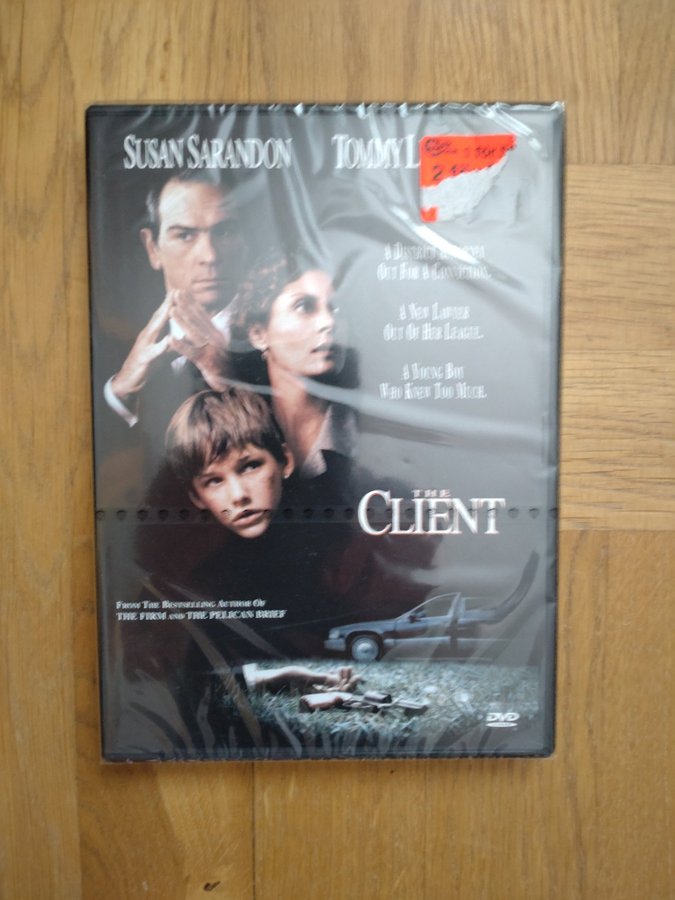 SUSAN SARANDON TOMMY L
A DISTRICT ATTORNEY
OUT FOR A CONVICTION.
A NEW LAWYER
OUT OF HER LEAGUE.
A YOUNG BOY
WHO KNEW TOO MUCH.
THE
CLIENT
FROM THE BESTSELLING AUTHOR OF
THE FIRM AND THE PELICAN BRIEF
DVD